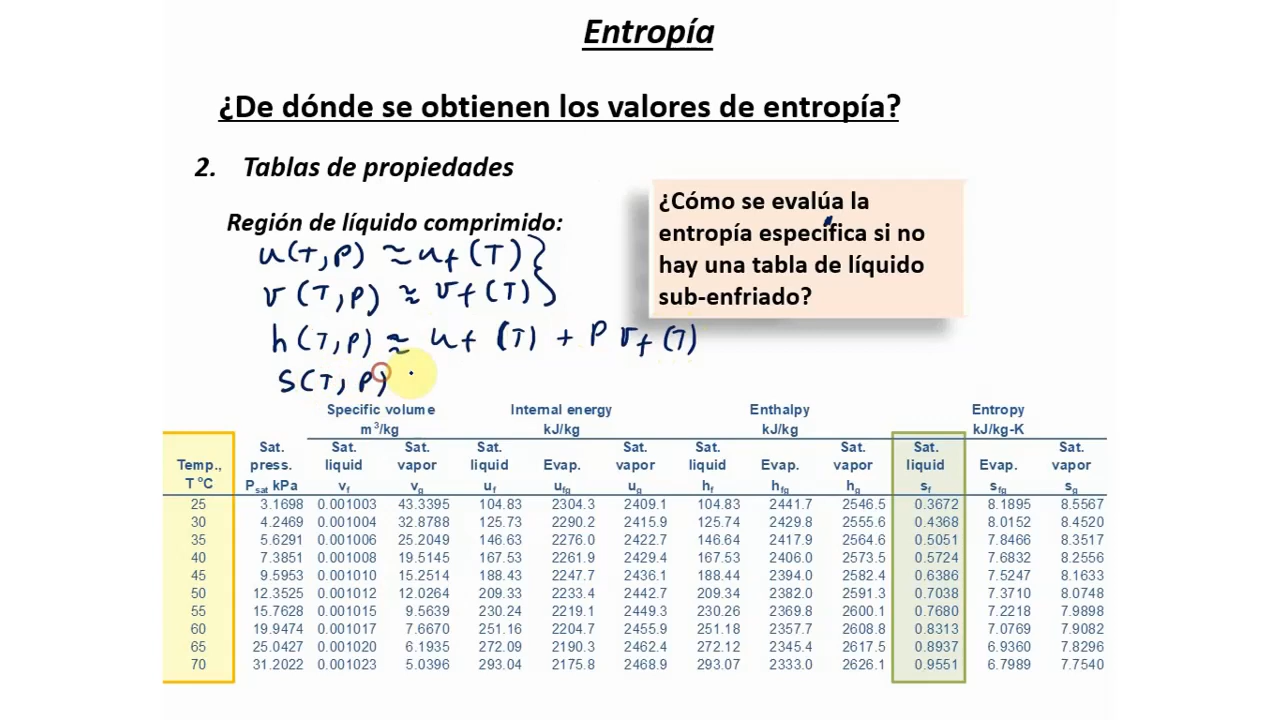 Entropía
¿De dónde se obtienen los valores de entropía?
2. Tablas de propiedades
Región de líquido comprimido:
u(T,P) ≈ uf (T) }
v (T,P) ≈ vf (T) }
h (T,P) ≈ uf (T) + P vf (T)
S(T,P)
¿Cómo se evalúa la
entropía específica si no
hay una tabla de líquido
sub-enfriado?
Specific volume Internal energy Enthalpy Entropy
m³/kg kJ/kg kJ/kg kJ/kg-K
Sat. Sat. Sat. Sat. Sat. Sat. Sat. Sat. Sat.
Temp., press. liquid vapor liquid Evap. vapor liquid Evap. vapor liquid Evap. vapor
T °C Psat kPa vf vg uf ufg ug hf hfg hg sf sfg sg
25 3.1698 0.001003 43.3395 104.83 2304.3 2409.1 104.83 2441.7 2546.5 0.3672 8.1895 8.5567
30 4.2469 0.001004 32.8788 125.73 2290.2 2415.9 125.74 2429.8 2555.6 0.4368 8.0152 8.4520
35 5.6291 0.001006 25.2049 146.63 2276.0 2422.7 146.64 2417.9 2564.6 0.5051 7.8466 8.3517
40 7.3851 0.001008 19.5145 167.53 2261.9 2429.4 167.53 2406.0 2573.5 0.5724 7.6832 8.2556
45 9.5953 0.001010 15.2514 188.43 2247.7 2436.1 188.44 2394.0 2582.4 0.6386 7.5247 8.1633
50 12.3525 0.001012 12.0264 209.33 2233.4 2442.7 209.34 2382.0 2591.3 0.7038 7.3710 8.0748
55 15.7628 0.001015 9.5639 230.24 2219.1 2449.3 230.26 2369.8 2600.1 0.7680 7.2218 7.9898
60 19.9474 0.001017 7.6670 251.16 2204.7 2455.9 251.18 2357.7 2608.8 0.8313 7.0769 7.9082
65 25.0427 0.001020 6.1935 272.09 2190.3 2462.4 272.12 2345.4 2617.5 0.8937 6.9360 7.8296
70 31.2022 0.001023 5.0396 293.04 2175.8 2468.9 293.07 2333.0 2626.1 0.9551 6.7989 7.7540